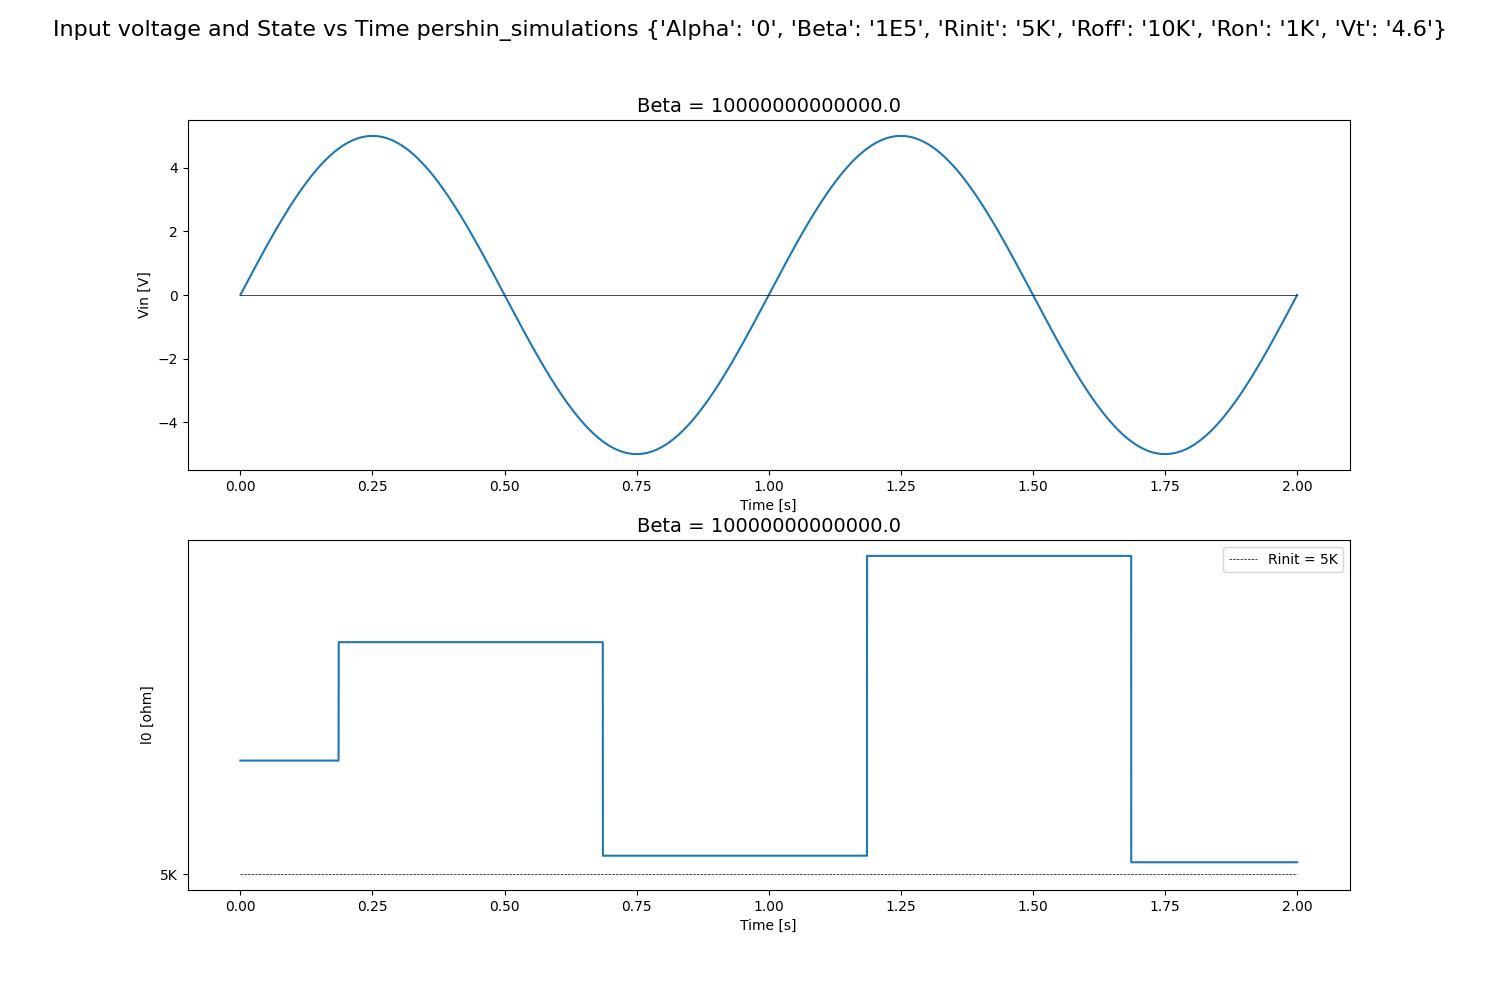 Input voltage and State vs Time pershin_simulations {'Alpha': '0', 'Beta': '1E5', 'Rinit': '5K', 'Roff': '10K', 'Ron': '1K', 'Vt': '4.6'}
Beta = 10000000000000.0
4
2
0
−2
−4
Vin [V]
0.00 0.25 0.50 0.75 1.00 1.25 1.50 1.75 2.00
Time [s]
Beta = 10000000000000.0
Rinit = 5K
l0 [ohm]
5K
0.00 0.25 0.50 0.75 1.00 1.25 1.50 1.75 2.00
Time [s]